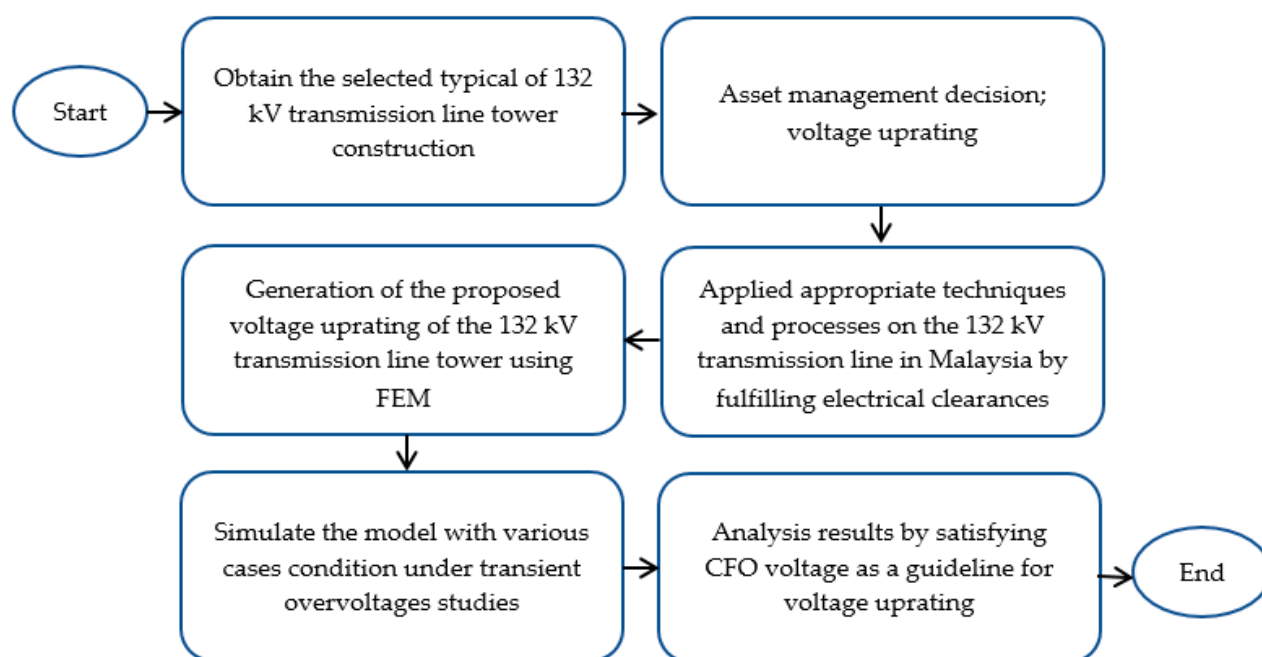 Start
Obtain the selected typical of 132
kV transmission line tower
construction
Asset management decision;
voltage uprating
Applied appropriate techniques
and processes on the 132 kV
transmission line in Malaysia by
fulfilling electrical clearances
Generation of the proposed
voltage uprating of the 132 kV
transmission line tower using
FEM
Simulate the model with various
cases condition under transient
overvoltages studies
Analysis results by satisfying
CFO voltage as a guideline for
voltage uprating
End